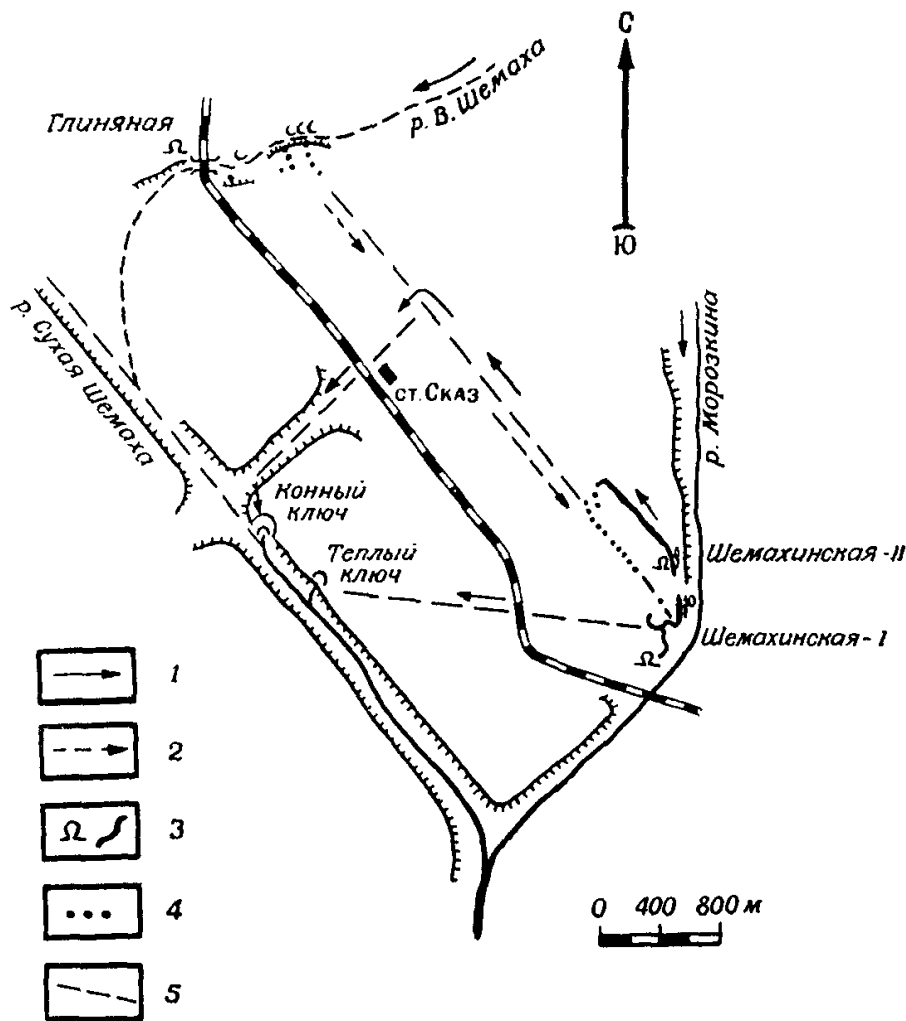 С
Ю
р. В. Шемаха
Глиняная
р. Сухая Шемаха
ст. Сказ
р. Морозкина
Конный
ключ
Теплый
ключ
Шемахинская-II
Шемахинская-I
1
2
3
4
5
0 400 800 м